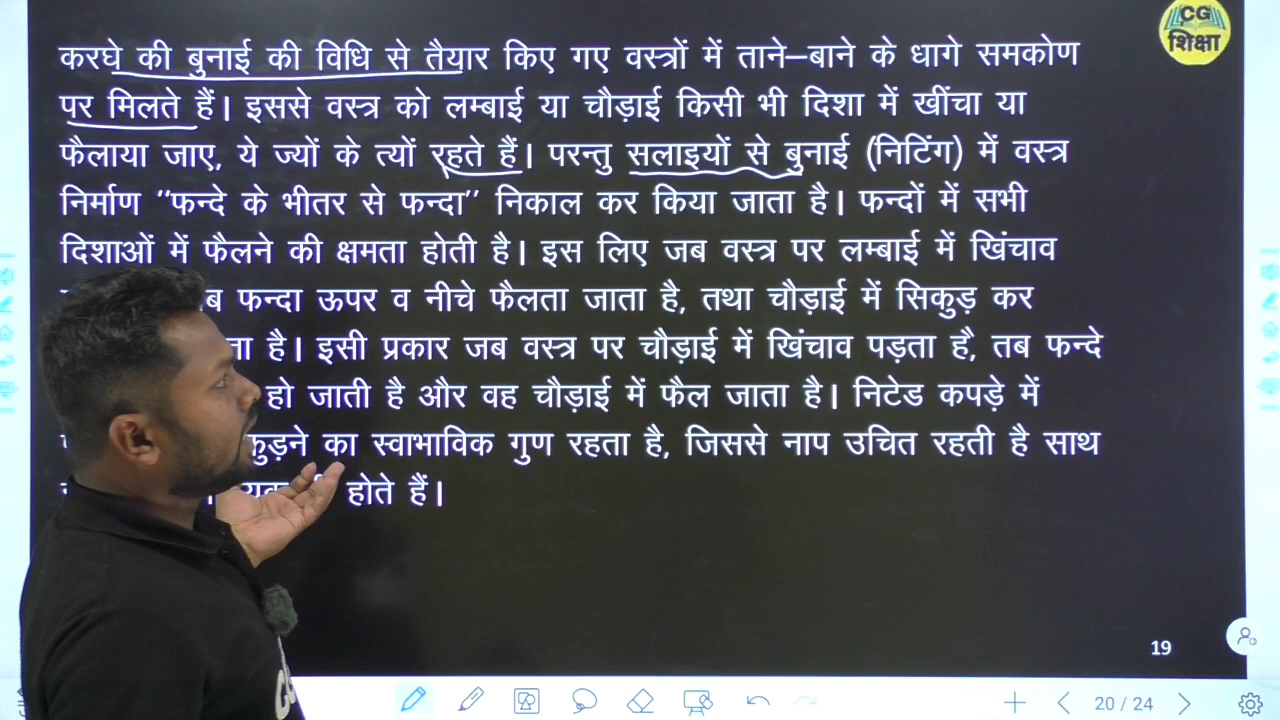 CG
शिक्षा
करघे की बुनाई की विधि से तैयार किए गए वस्त्रों में ताने–बाने के धागे समकोण
पर मिलते हैं। इससे वस्त्र को लम्बाई या चौड़ाई किसी भी दिशा में खींचा या
फैलाया जाए, ये ज्यों के त्यों रहते हैं। परन्तु सलाइयों से बुनाई (निटिंग) में वस्त्र
निर्माण ‘‘फन्दे के भीतर से फन्दा’’ निकाल कर किया जाता है। फन्दों में सभी
दिशाओं में फैलने की क्षमता होती है। इस लिए जब वस्त्र पर लम्बाई में खिंचाव
फन्दा ऊपर व नीचे फैलता जाता है, तथा चौड़ाई में सिकुड़ कर
है। इसी प्रकार जब वस्त्र पर चौड़ाई में खिंचाव पड़ता है, तब फन्दे
हो जाती है और वह चौड़ाई में फैल जाता है। निटेड कपड़े में
का स्वाभाविक गुण रहता है, जिससे नाप उचित रहती है साथ
होते हैं।
19
20 / 24